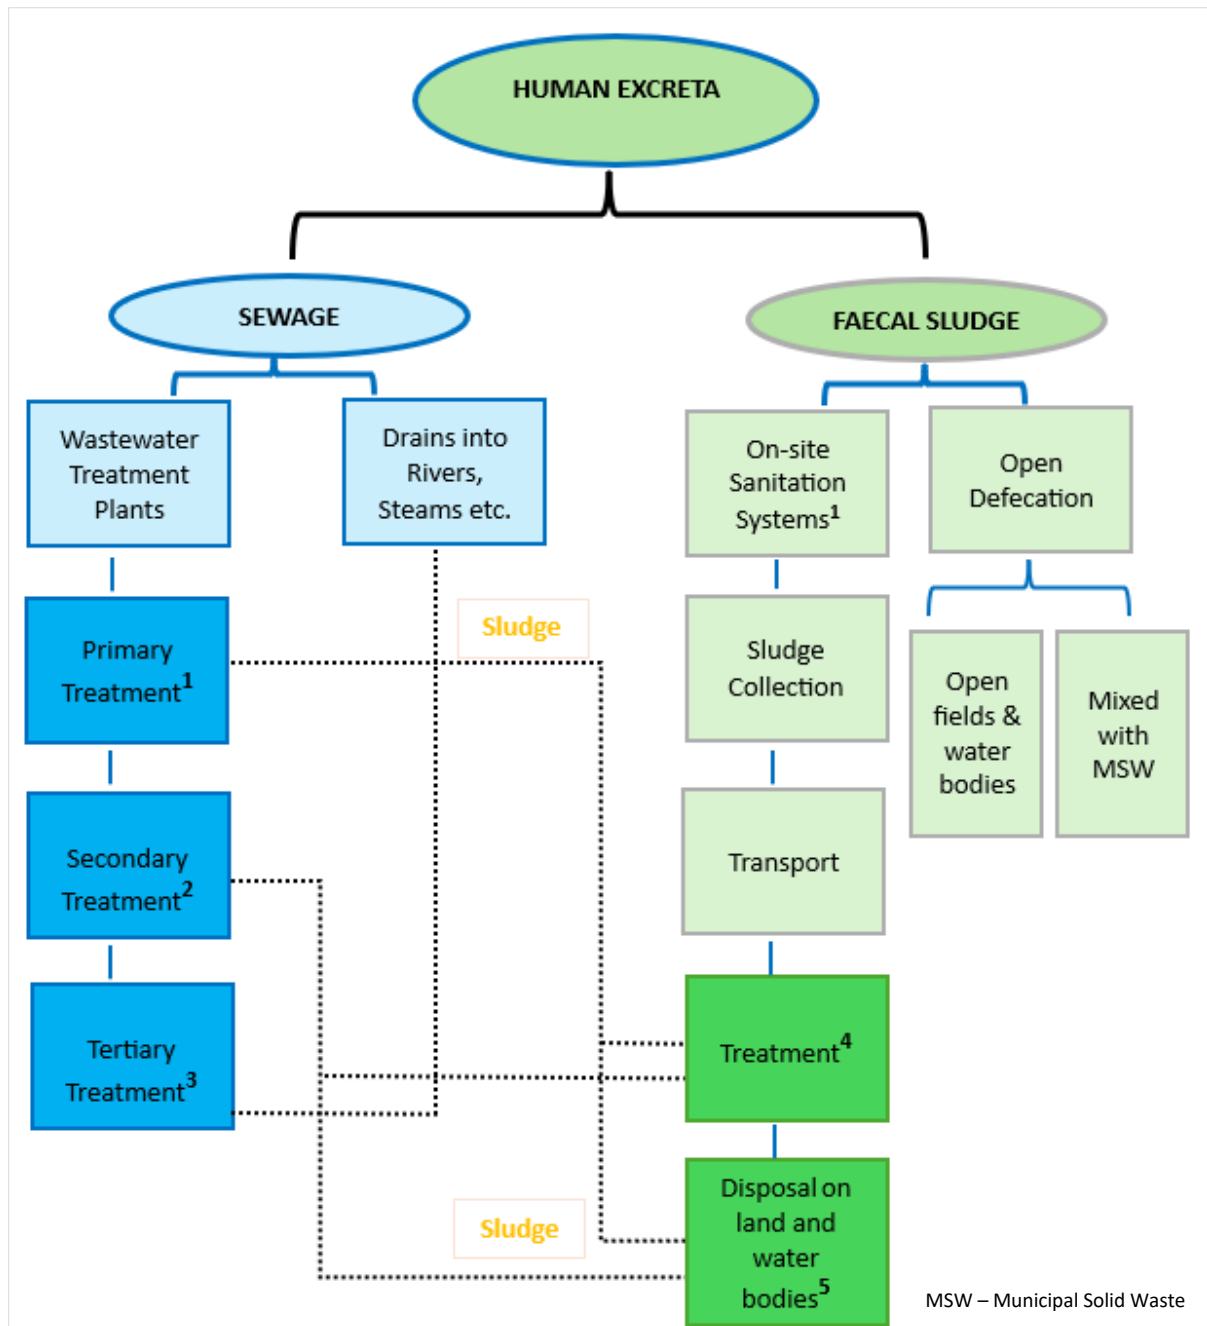 HUMAN EXCRETA
SEWAGE
FAECAL SLUDGE
Wastewater
Treatment
Plants
Drains into
Rivers,
Steams etc.
On-site
Sanitation
Systems¹
Open
Defecation
Primary
Treatment¹
Sludge
Sludge
Collection
Open
fields &
water
bodies
Mixed
with
MSW
Secondary
Treatment²
Transport
Tertiary
Treatment³
Treatment⁴
Sludge
Disposal on
land and
water
bodies⁵
MSW – Municipal Solid Waste